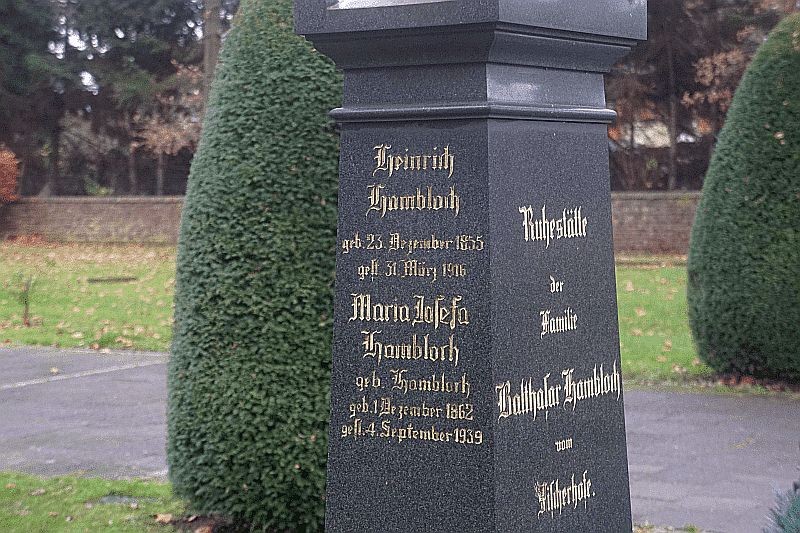 Heinrich
Hambloch
geb. 23. Dezember 1855
gest. 31. März 1916
Maria Josefa
Hambloch
geb. Hambloch
geb. 1 Dezember 1862
gest. 4. September 1939
Ruhestätte
der
Familie
Balthasar Hambloch
vom
Fischerhof.